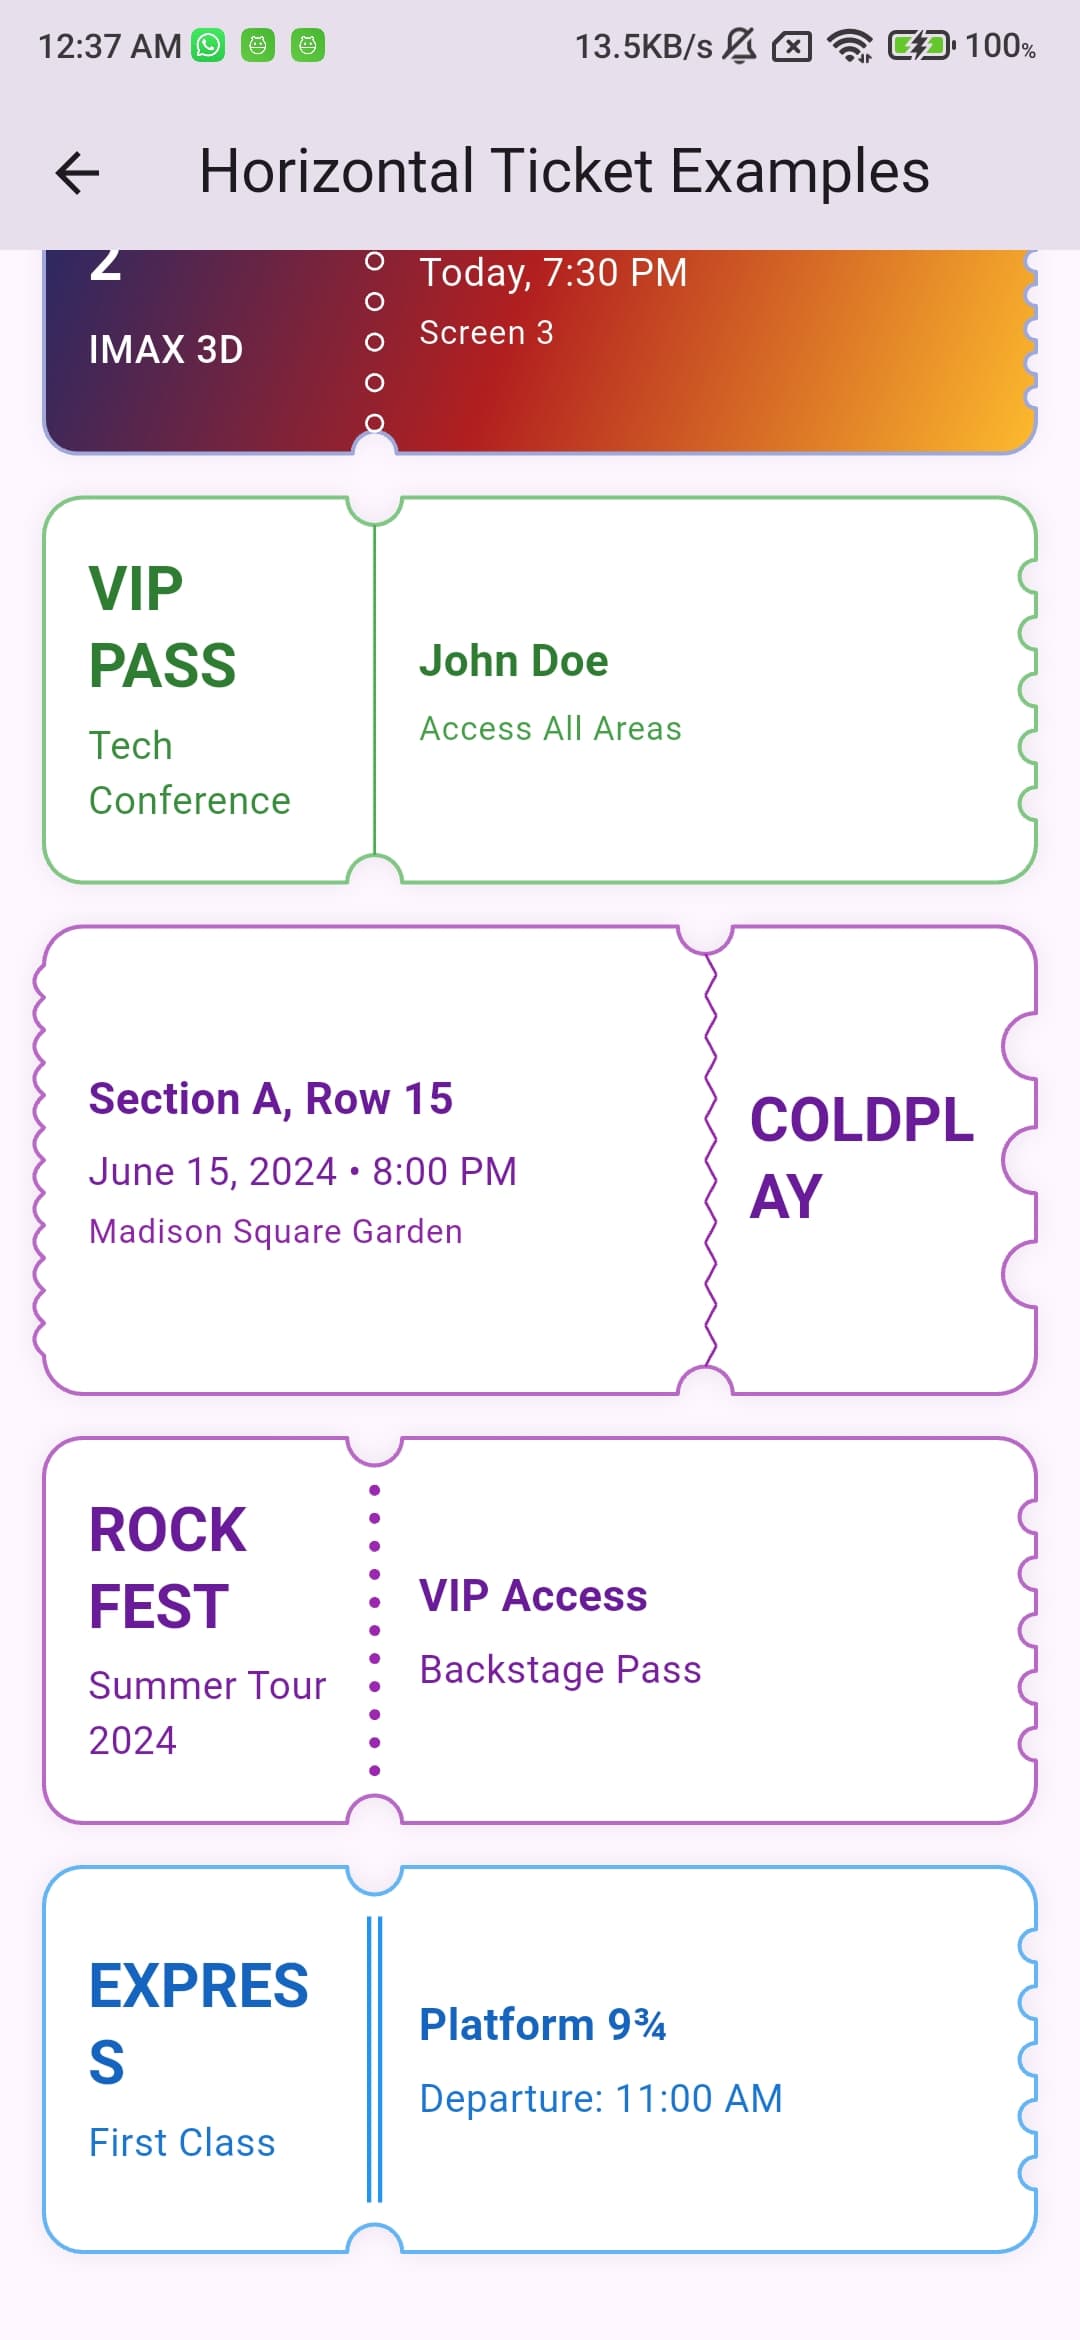 12:37 AM 13.5KB/s 100%
Horizontal Ticket Examples
2
Today, 7:30 PM
Screen 3
IMAX 3D
VIP
PASS
Tech
Conference
John Doe
Access All Areas
Section A, Row 15
June 15, 2024 • 8:00 PM
Madison Square Garden
COLDPL
AY
ROCK
FEST
Summer Tour
2024
VIP Access
Backstage Pass
EXPRES
S
First Class
Platform 9¾
Departure: 11:00 AM